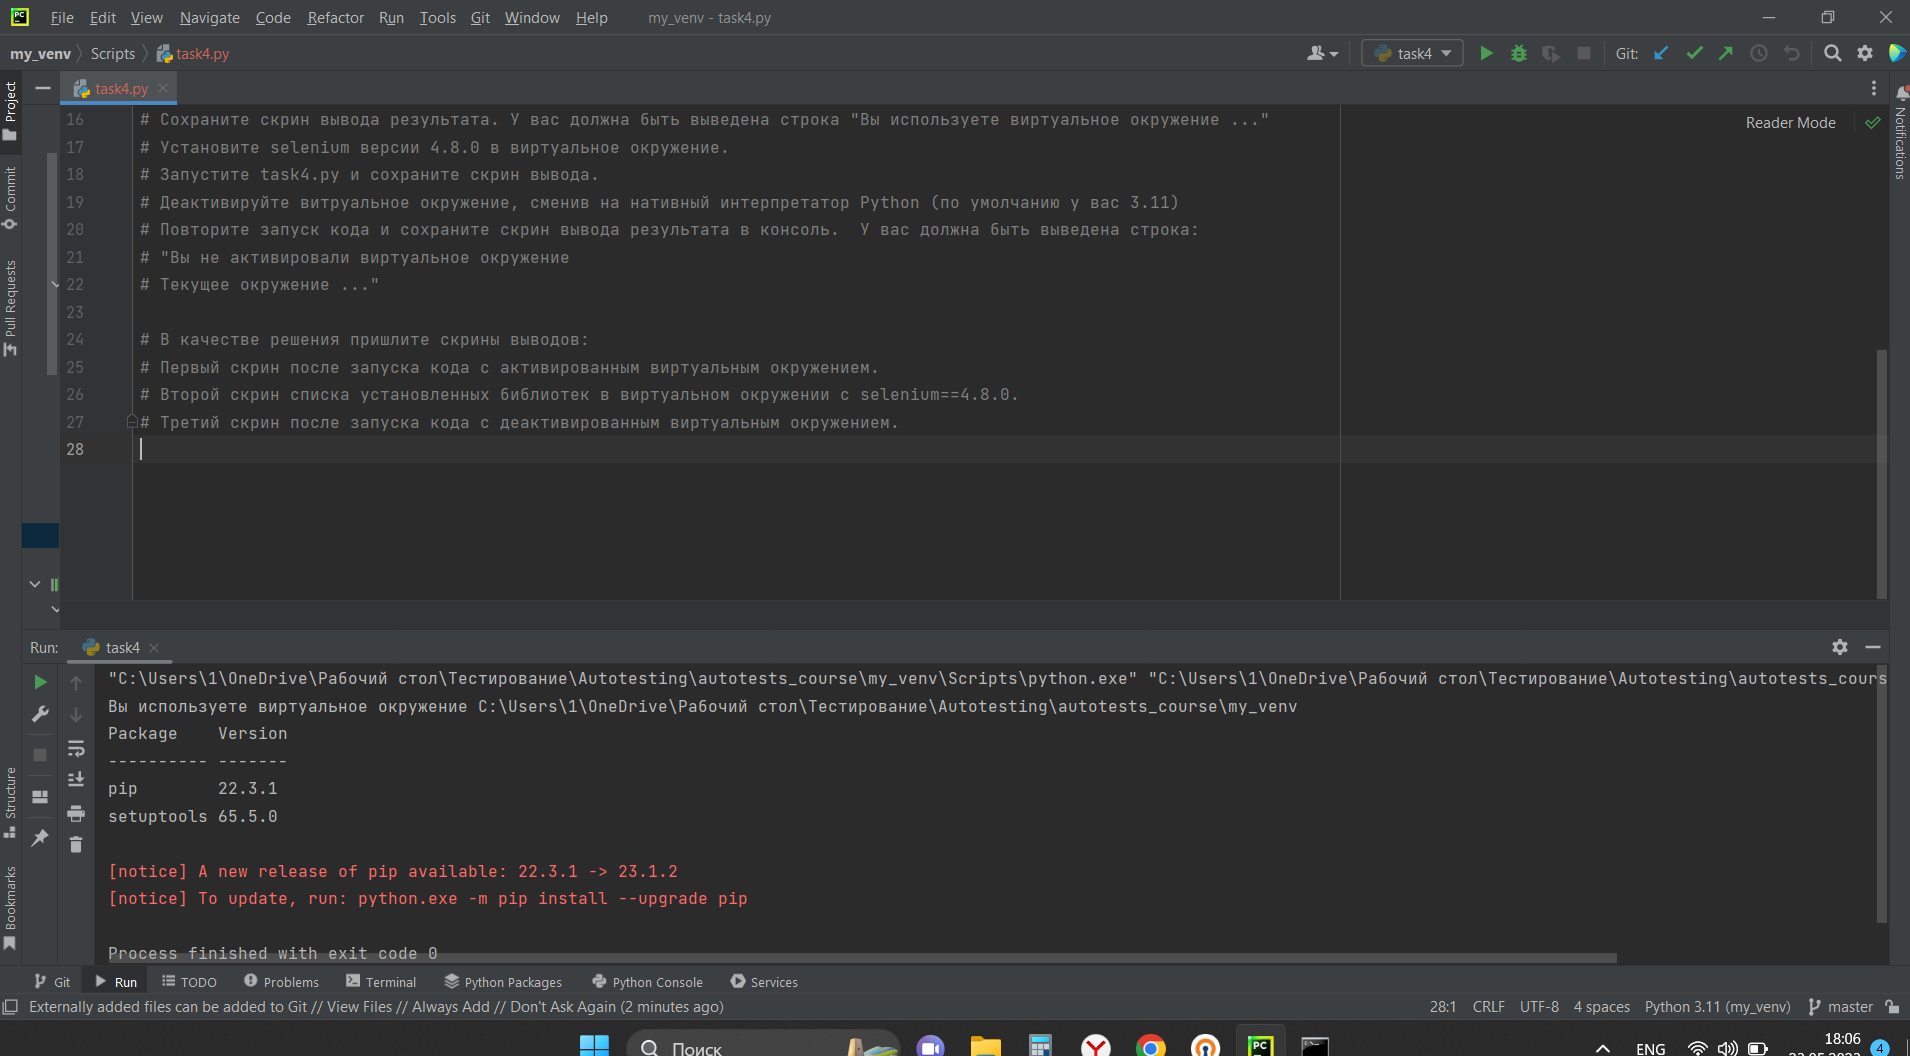 File Edit View Navigate Code Refactor Run Tools Git Window Help my_venv - task4.py
my_venv Scripts task4.py task4 Git:
task4.py
Project
Commit
Pull Requests
Structure
Bookmarks
Notifications
Reader Mode
16 # Сохраните скрин вывода результата. У вас должна быть выведена строка "Вы используете виртуальное окружение ..."
17 # Установите selenium версии 4.8.0 в виртуальное окружение.
18 # Запустите task4.py и сохраните скрин вывода.
19 # Деактивируйте витруальное окружение, сменив на нативный интерпретатор Python (по умолчанию у вас 3.11)
20 # Повторите запуск кода и сохраните скрин вывода результата в консоль.  У вас должна быть выведена строка:
21 # "Вы не активировали виртуальное окружение
22 # Текущее окружение ..."
23
24 # В качестве решения пришлите скрины выводов:
25 # Первый скрин после запуска кода с активированным виртуальным окружением.
26 # Второй скрин списка установленных библиотек в виртуальном окружении с selenium==4.8.0.
27 # Третий скрин после запуска кода с деактивированным виртуальным окружением.
28
Run: task4
"C:\Users\1\OneDrive\Рабочий стол\Тестирование\Autotesting\autotests_course\my_venv\Scripts\python.exe" "C:\Users\1\OneDrive\Рабочий стол\Тестирование\Autotesting\autotests_cours
Вы используете виртуальное окружение C:\Users\1\OneDrive\Рабочий стол\Тестирование\Autotesting\autotests_course\my_venv
Package    Version
---------- -------
pip        22.3.1
setuptools 65.5.0
[notice] A new release of pip available: 22.3.1 -> 23.1.2
[notice] To update, run: python.exe -m pip install --upgrade pip
Process finished with exit code 0
Git Run TODO Problems Terminal Python Packages Python Console Services
Externally added files can be added to Git // View Files // Always Add // Don't Ask Again (2 minutes ago) 28:1 CRLF UTF-8 4 spaces Python 3.11 (my_venv) master
Поиск ENG 18:06 4